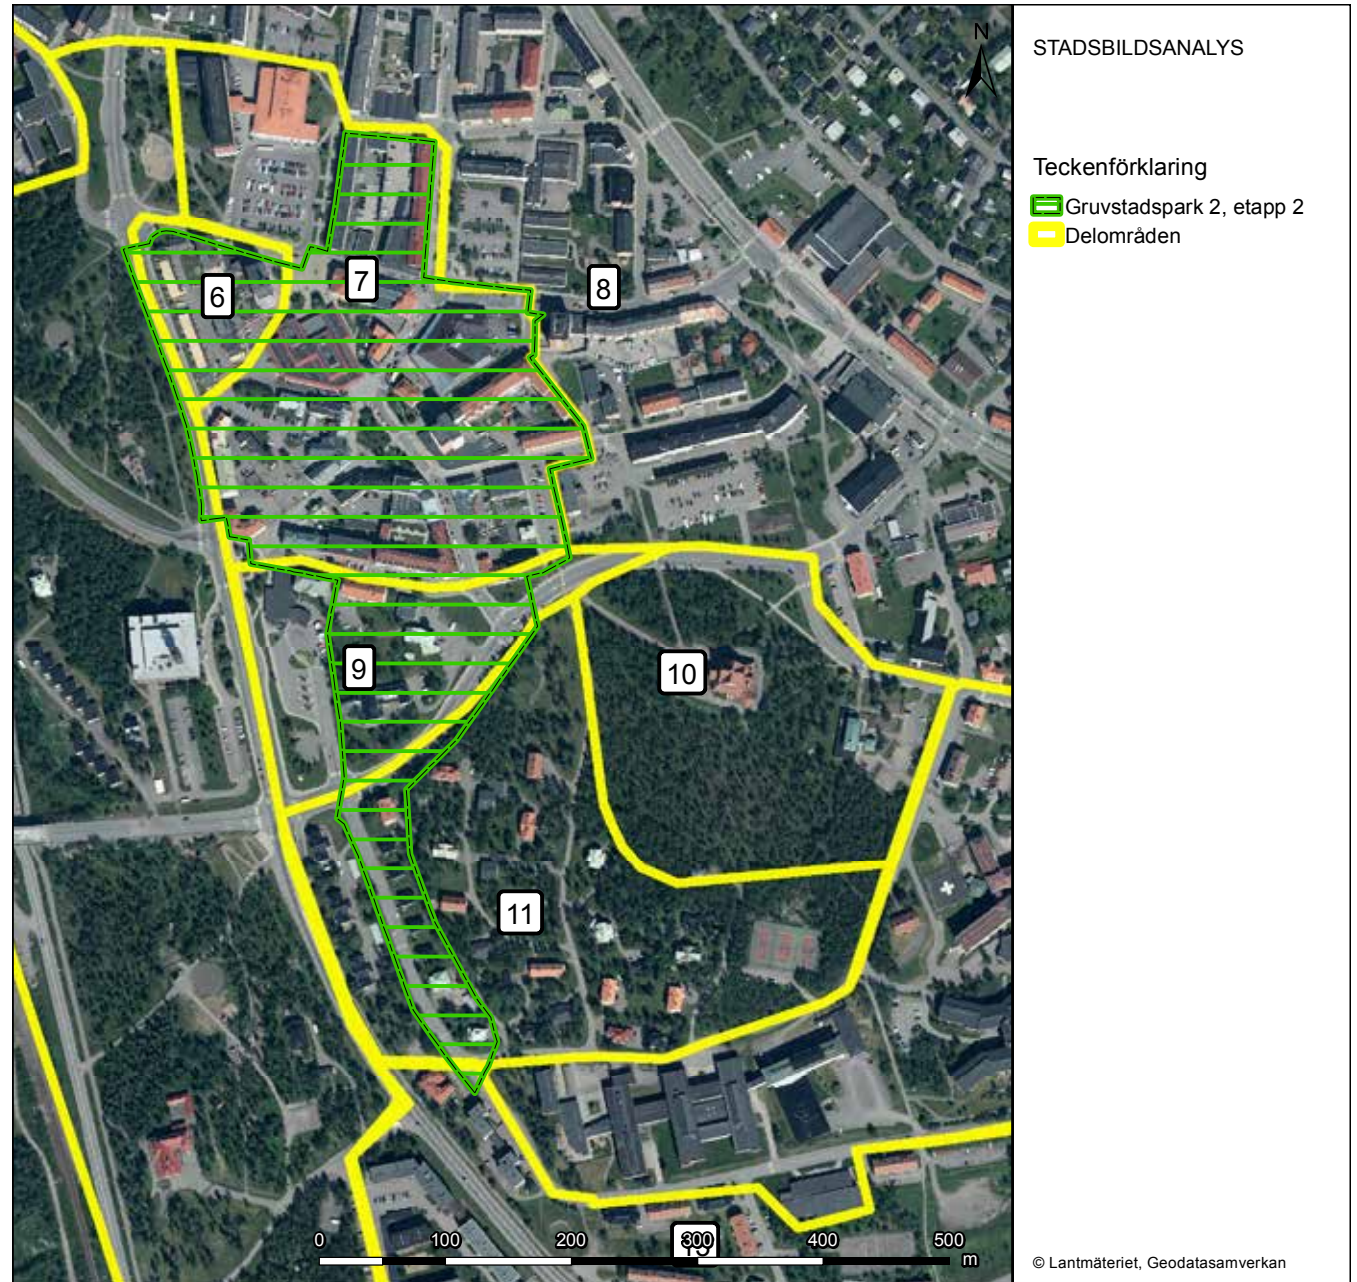 STADSBILDSANALYS
N
Teckenförklaring
Gruvstadspark 2, etapp 2
Delområden
6
7
8
9
10
11
0 100 200 300 400 500
m
© Lantmäteriet, Geodatasamverkan